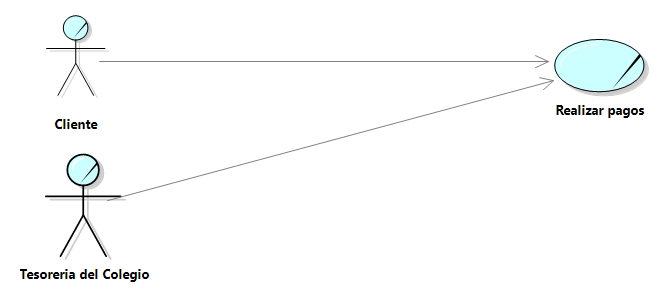 Cliente
Realizar pagos
Tesoreria del Colegio